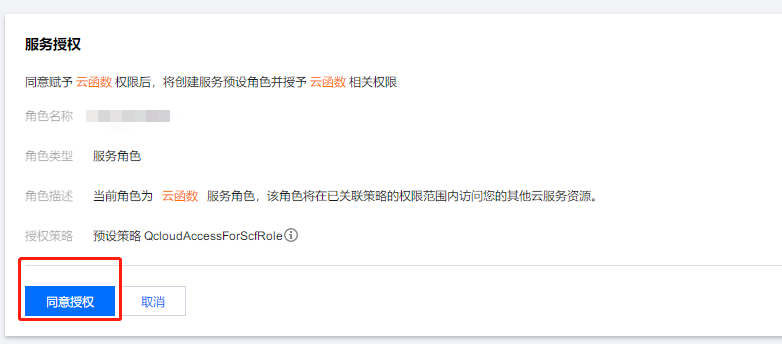 服务授权
同意赋予 云函数 权限后，将创建服务预设角色并授予 云函数 相关权限
角色名称
角色类型 服务角色
角色描述 当前角色为 云函数 服务角色，该角色将在已关联策略的权限范围内访问您的其他云服务资源。
授权策略 预设策略 QcloudAccessForScfRole
同意授权 取消